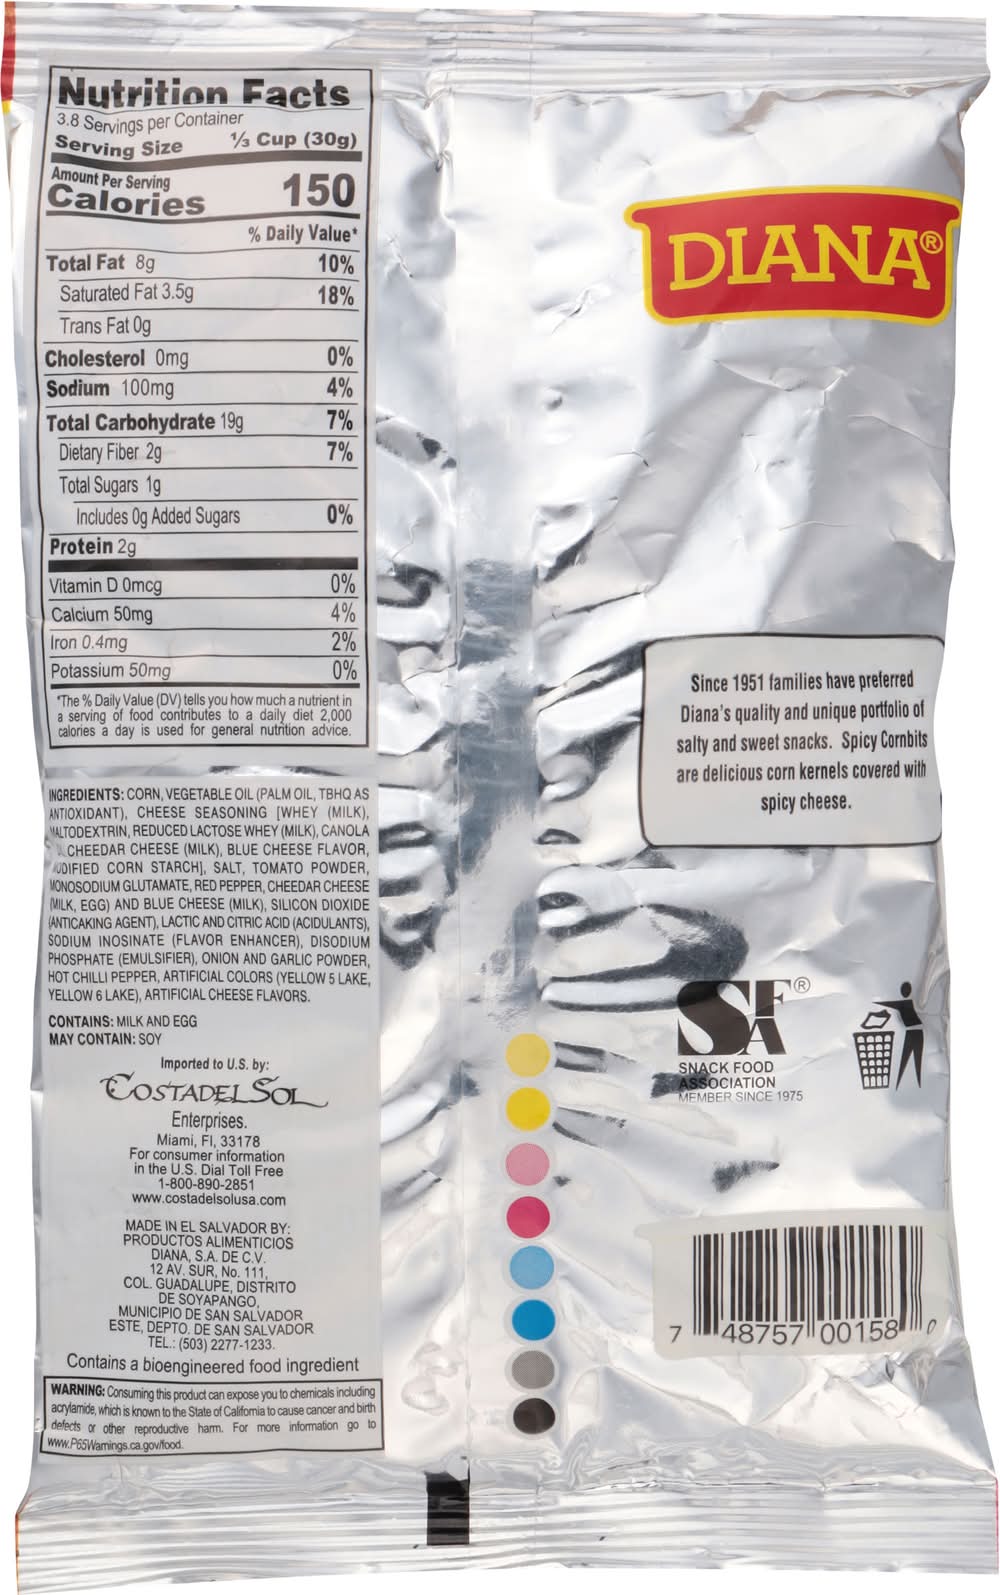 Nutrition Facts
3.8 Servings per Container
Serving Size ⅓ Cup (30g)
Amount Per Serving
Calories 150
% Daily Value*
Total Fat 8g 10%
Saturated Fat 3.5g 18%
Trans Fat 0g
Cholesterol 0mg 0%
Sodium 100mg 4%
Total Carbohydrate 19g 7%
Dietary Fiber 2g 7%
Total Sugars 1g
Includes 0g Added Sugars 0%
Protein 2g
Vitamin D 0mcg 0%
Calcium 50mg 4%
Iron 0.4mg 2%
Potassium 50mg 0%
*The % Daily Value (DV) tells you how much a nutrient in
a serving of food contributes to a daily diet 2,000
calories a day is used for general nutrition advice.
INGREDIENTS: CORN, VEGETABLE OIL (PALM OIL, TBHQ AS
ANTIOXIDANT), CHEESE SEASONING [WHEY (MILK),
MALTODEXTRIN, REDUCED LACTOSE WHEY (MILK), CANOLA
CHEEDAR CHEESE (MILK), BLUE CHEESE FLAVOR,
MODIFIED CORN STARCH], SALT, TOMATO POWDER,
MONOSODIUM GLUTAMATE, RED PEPPER, CHEEDAR CHEESE
(MILK, EGG) AND BLUE CHEESE (MILK), SILICON DIOXIDE
(ANTICAKING AGENT), LACTIC AND CITRIC ACID (ACIDULANTS),
SODIUM INOSINATE (FLAVOR ENHANCER), DISODIUM
PHOSPHATE (EMULSIFIER), ONION AND GARLIC POWDER,
HOT CHILLI PEPPER, ARTIFICIAL COLORS (YELLOW 5 LAKE,
YELLOW 6 LAKE), ARTIFICIAL CHEESE FLAVORS.
CONTAINS: MILK AND EGG
MAY CONTAIN: SOY
Imported to U.S. by:
COSTADELSOL
Enterprises.
Miami, Fl, 33178
For consumer information
in the U.S. Dial Toll Free
1-800-890-2851
www.costadelsolusa.com
MADE IN EL SALVADOR BY:
PRODUCTOS ALIMENTICIOS
DIANA, S.A. DE C.V.
12 AV. SUR, No. 111,
COL. GUADALUPE, DISTRITO
DE SOYAPANGO,
MUNICIPIO DE SAN SALVADOR
ESTE, DEPTO. DE SAN SALVADOR
TEL.: (503) 2277-1233.
Contains a bioengineered food ingredient
WARNING: Consuming this product can expose you to chemicals including
acrylamide, which is known to the State of California to cause cancer and birth
defects or other reproductive harm. For more information go to
www.P65Warnings.ca.gov/food.
DIANA®
Since 1951 families have preferred
Diana's quality and unique portfolio of
salty and sweet snacks. Spicy Cornbits
are delicious corn kernels covered with
spicy cheese.
SFA®
SNACK FOOD
ASSOCIATION
MEMBER SINCE 1975
7 48757 00158 0